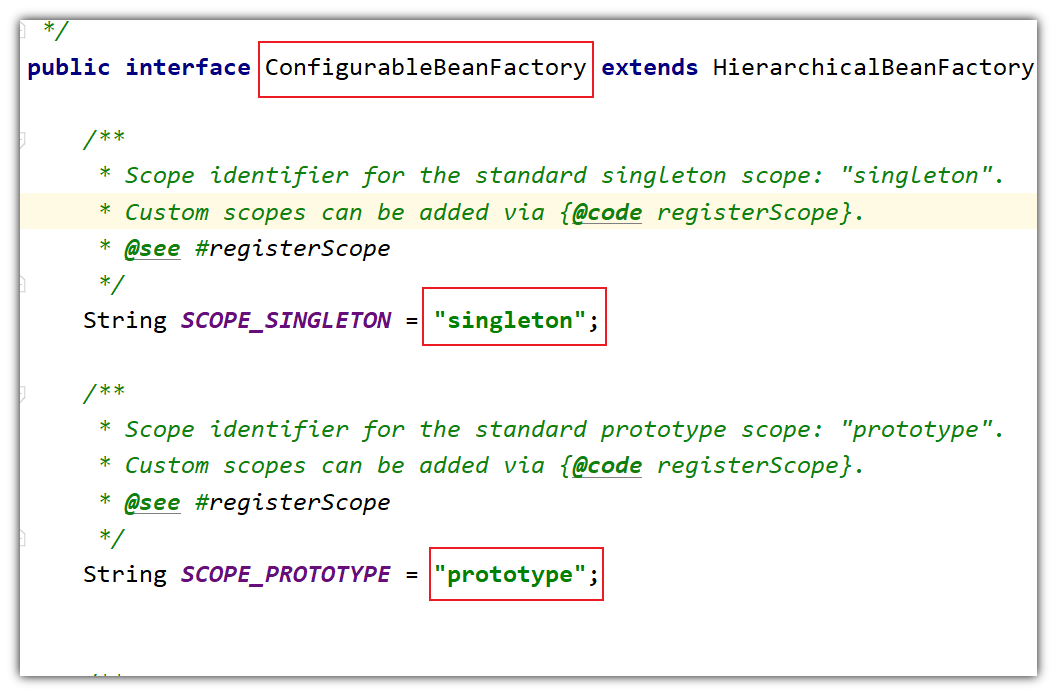 */
public interface ConfigurableBeanFactory extends HierarchicalBeanFactory
/**
* Scope identifier for the standard singleton scope: "singleton".
* Custom scopes can be added via {@code registerScope}.
* @see #registerScope
*/
String SCOPE_SINGLETON = "singleton";
/**
* Scope identifier for the standard prototype scope: "prototype".
* Custom scopes can be added via {@code registerScope}.
* @see #registerScope
*/
String SCOPE_PROTOTYPE = "prototype";